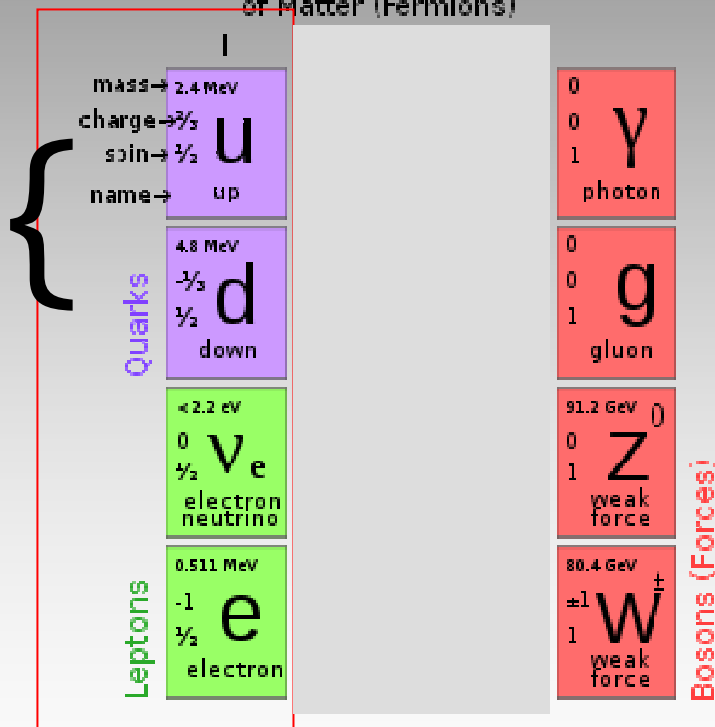 of Matter (Fermions)
I
mass→
charge→
spin→
name→
2.4 MeV
⅔
½
u
up
4.8 MeV
-⅓
½
d
down
<2.2 eV
0
½
νe
electron
neutrino
0.511 MeV
-1
½
e
electron
Quarks
Leptons
0
0
1
γ
photon
0
0
1
g
gluon
91.2 GeV
0
1
Z⁰
weak
force
80.4 GeV
±1
1
W±
weak
force
Bosons (Forces)